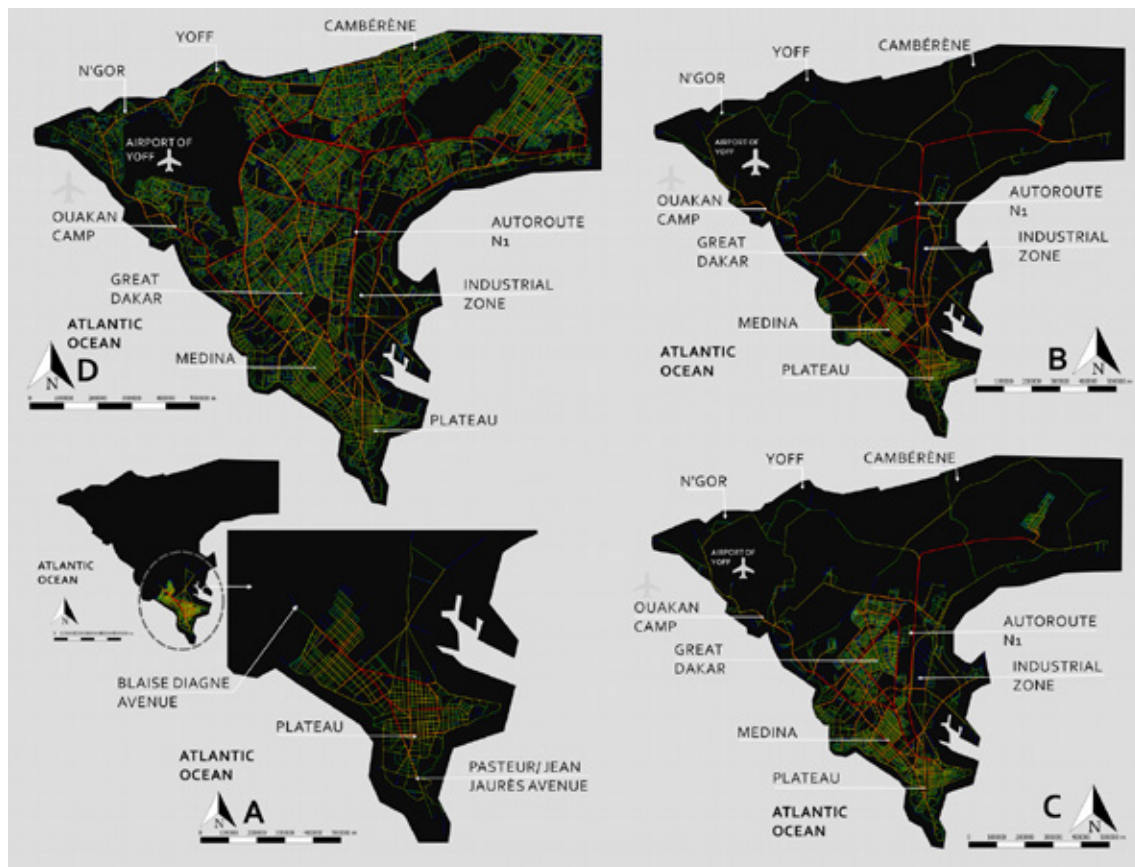 CAMBÉRÈNE
YOFF
N'GOR
AIRPORT OF
YOFF
OUAKAN
CAMP
AUTOROUTE
N1
GREAT
DAKAR
INDUSTRIAL
ZONE
ATLANTIC
OCEAN
MEDINA
PLATEAU
D
N
YOFF
CAMBÉRÈNE
N'GOR
AIRPORT OF
YOFF
OUAKAN
CAMP
AUTOROUTE
N1
GREAT
DAKAR
INDUSTRIAL
ZONE
MEDINA
ATLANTIC
OCEAN
PLATEAU
B
N
ATLANTIC
OCEAN
N
BLAISE DIAGNE
AVENUE
PLATEAU
ATLANTIC
OCEAN
PASTEUR/ JEAN
JAURÈS AVENUE
A
N
YOFF
CAMBÉRÈNE
N'GOR
AIRPORT OF
YOFF
OUAKAN
CAMP
AUTOROUTE
N1
GREAT
DAKAR
INDUSTRIAL
ZONE
MEDINA
PLATEAU
ATLANTIC
OCEAN
C
N